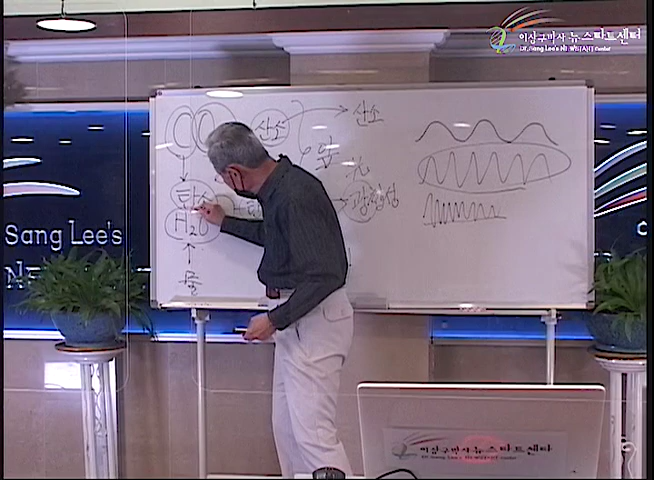 이상구박사 뉴스타트센터
Dr. Sang Lee's NEWSTART Center
C O
산소
산소
잎
光
탄소
H₂O
광합성
물
Sang Lee's
이상구박사 뉴스타트센터